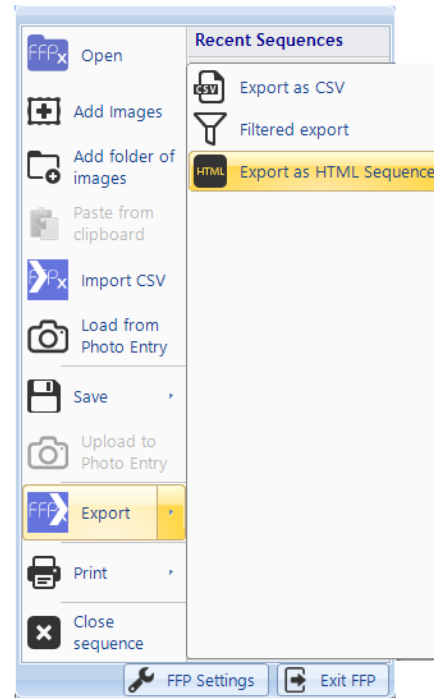 FFPx
Open
Add Images
Add folder of
images
Paste from
clipboard
Px
Import CSV
Load from
Photo Entry
Save
Upload to
Photo Entry
FFPx
Export
Print
Close
sequence
Recent Sequences
CSV
Export as CSV
Filtered export
HTML
Export as HTML Sequence
FFP Settings
Exit FFP